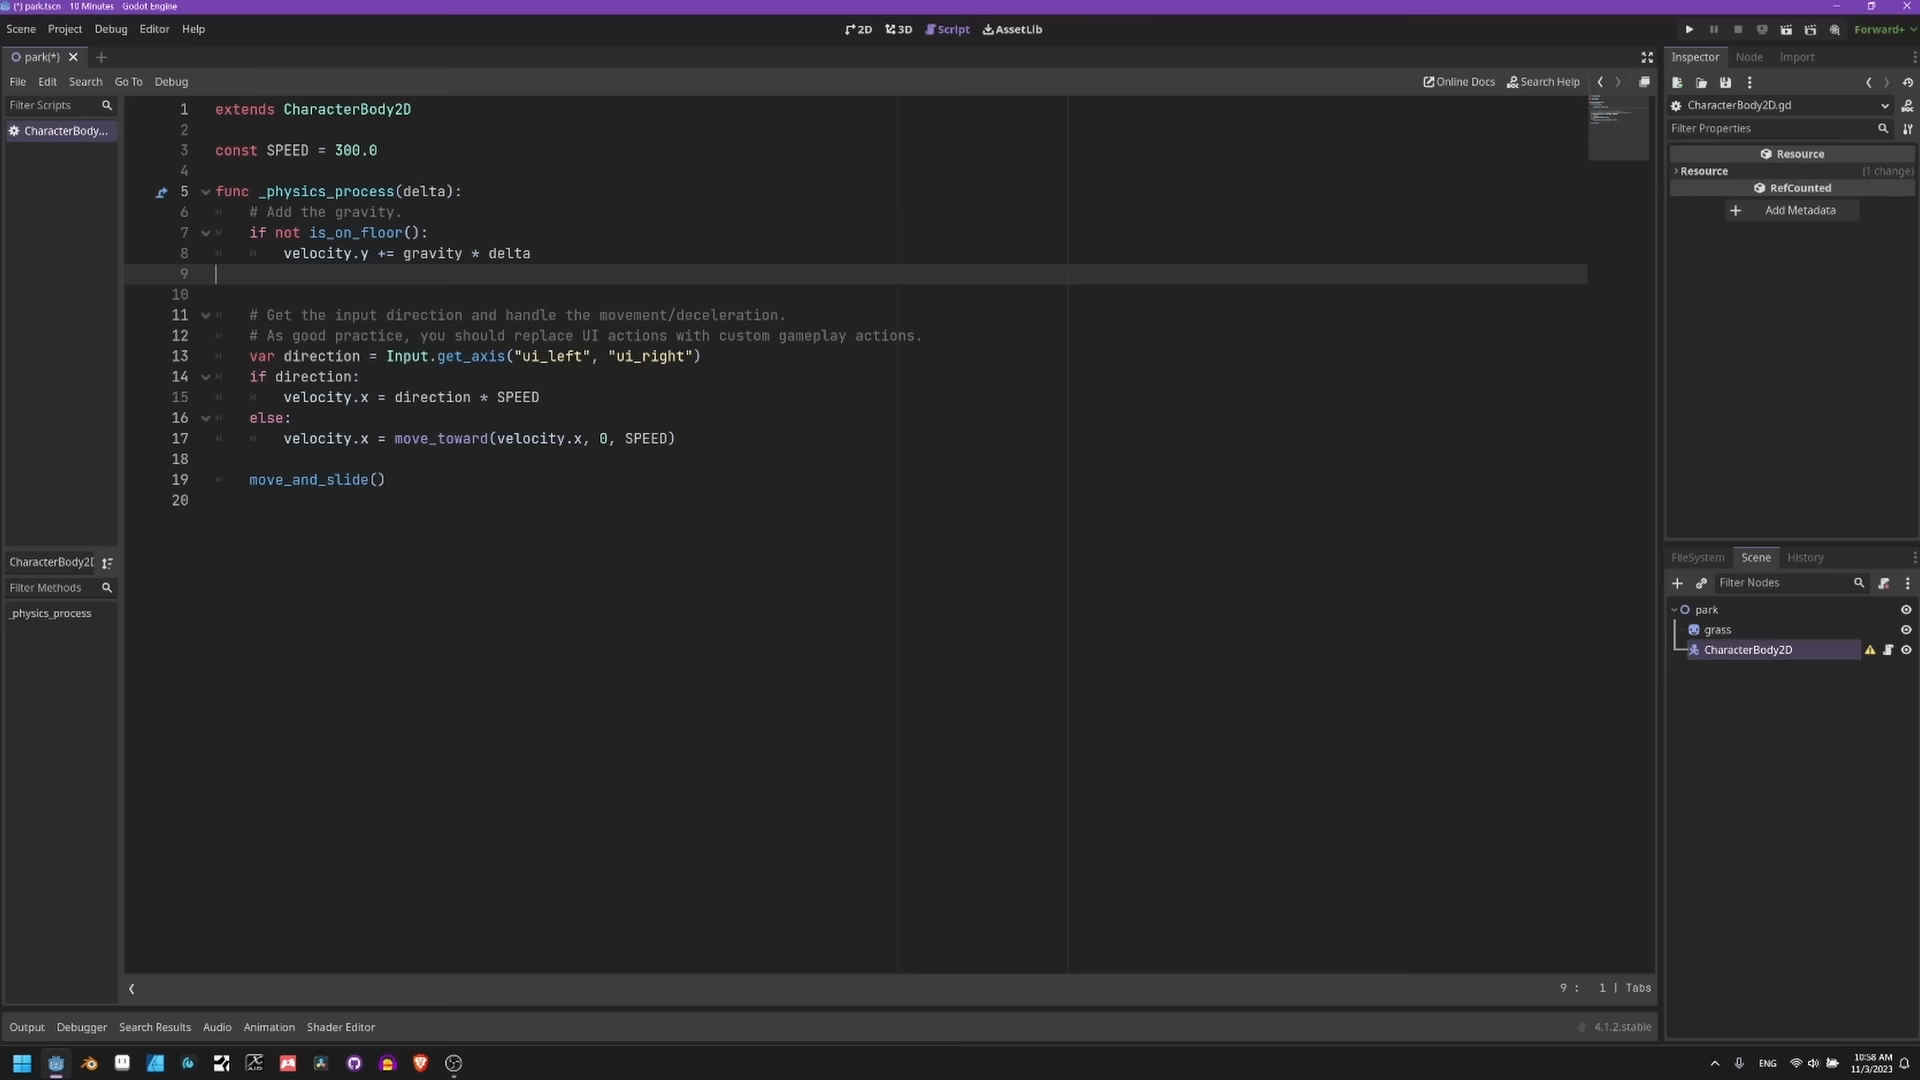 (*) park.tscn - 10 Minutes - Godot Engine
Scene Project Debug Editor Help
2D 3D Script AssetLib
Forward+
park(*)
Inspector Node Import
File Edit Search Go To Debug
Online Docs Search Help
Filter Scripts
CharacterBody2D.gd
CharacterBody...
Filter Properties
Resource
Resource (1 change)
RefCounted
Add Metadata
1 extends CharacterBody2D
2
3 const SPEED = 300.0
4
5 func _physics_process(delta):
6 # Add the gravity.
7 if not is_on_floor():
8 velocity.y += gravity * delta
9
10
11 # Get the input direction and handle the movement/deceleration.
12 # As good practice, you should replace UI actions with custom gameplay actions.
13 var direction = Input.get_axis("ui_left", "ui_right")
14 if direction:
15 velocity.x = direction * SPEED
16 else:
17 velocity.x = move_toward(velocity.x, 0, SPEED)
18
19 move_and_slide()
20
CharacterBody2D
Filter Methods
_physics_process
FileSystem Scene History
Filter Nodes
park
grass
CharacterBody2D
9 : 1 | Tabs
Output Debugger Search Results Audio Animation Shader Editor
4.1.2.stable
ENG
10:58 AM
11/3/2023